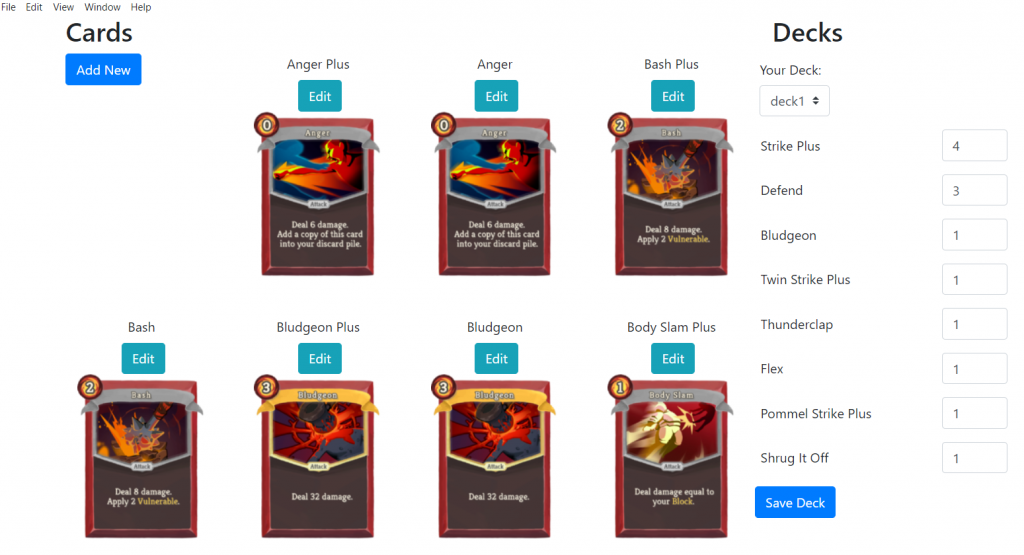 File Edit View Window Help
Cards
Add New
Anger Plus
Edit
0
Anger
Attack
Deal 6 damage.
Add a copy of this card
into your discard pile.
Anger
Edit
0
Anger
Attack
Deal 6 damage.
Add a copy of this card
into your discard pile.
Bash Plus
Edit
2
Bash
Attack
Deal 8 damage.
Apply 2 Vulnerable.
Bash
Edit
2
Bash
Attack
Deal 8 damage.
Apply 2 Vulnerable.
Bludgeon Plus
Edit
3
Bludgeon
Attack
Deal 32 damage.
Bludgeon
Edit
3
Bludgeon
Attack
Deal 32 damage.
Body Slam Plus
Edit
1
Body Slam
Attack
Deal damage equal to
your Block.
Decks
Your Deck:
deck1
Strike Plus 4
Defend 3
Bludgeon 1
Twin Strike Plus 1
Thunderclap 1
Flex 1
Pommel Strike Plus 1
Shrug It Off 1
Save Deck